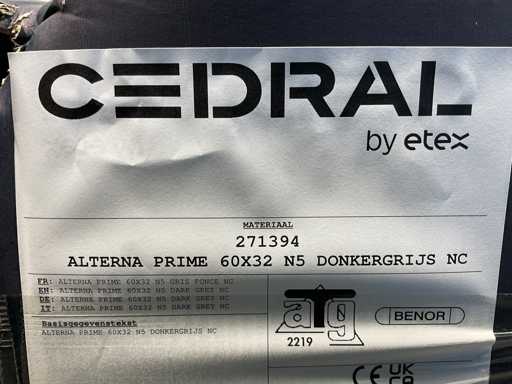 CEDRAL
by etex
MATERIAAL
271394
ALTERNA PRIME 60X32 N5 DONKERGRIJS NC
FR: ALTERNA PRIME 60X32 N5 GRIS FONCE NC
EN: ALTERNA PRIME 60X32 N5 DARK GREY NC
DE: ALTERNA PRIME 60X32 N5 DARK GREY NC
IT: ALTERNA PRIME 60X32 N5 DARK GREY NC
Basisgegevenstekst
ALTERNA PRIME 60X32 N5 DONKERGRIJS NC
aTg
2219
BENOR
CE
UK
CA